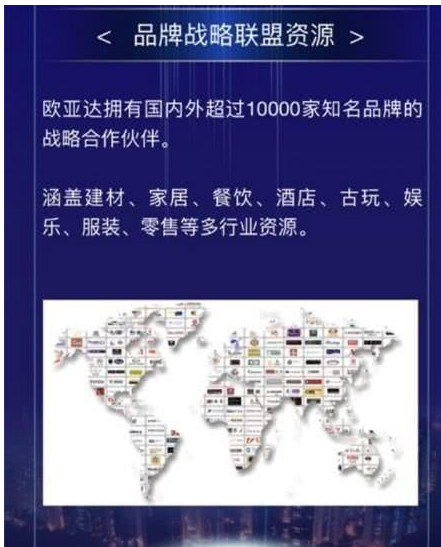 < 品牌战略联盟资源 >
欧亚达拥有国内外超过10000家知名品牌的
战略合作伙伴。
涵盖建材、家居、餐饮、酒店、古玩、娱
乐、服装、零售等多行业资源。